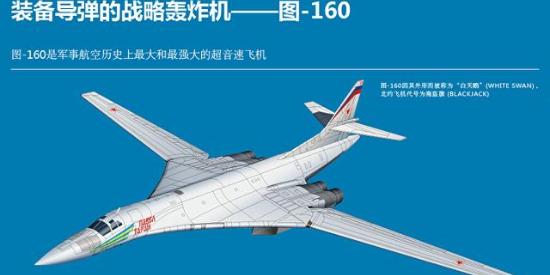 装备导弹的战略轰炸机——图-160
图-160是军事航空历史上最大和最强大的超音速飞机
图-160因其外形而被称为“白天鹅”(WHITE SWAN)，
北约飞机代号为海盗旗 (BLACKJACK)